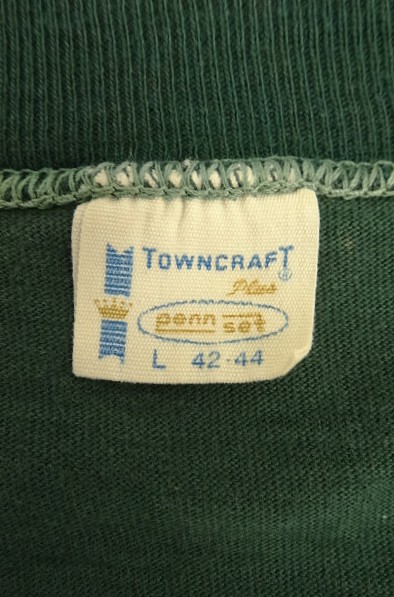 TOWNCRAFT®
Plus
penn set
L 42-44